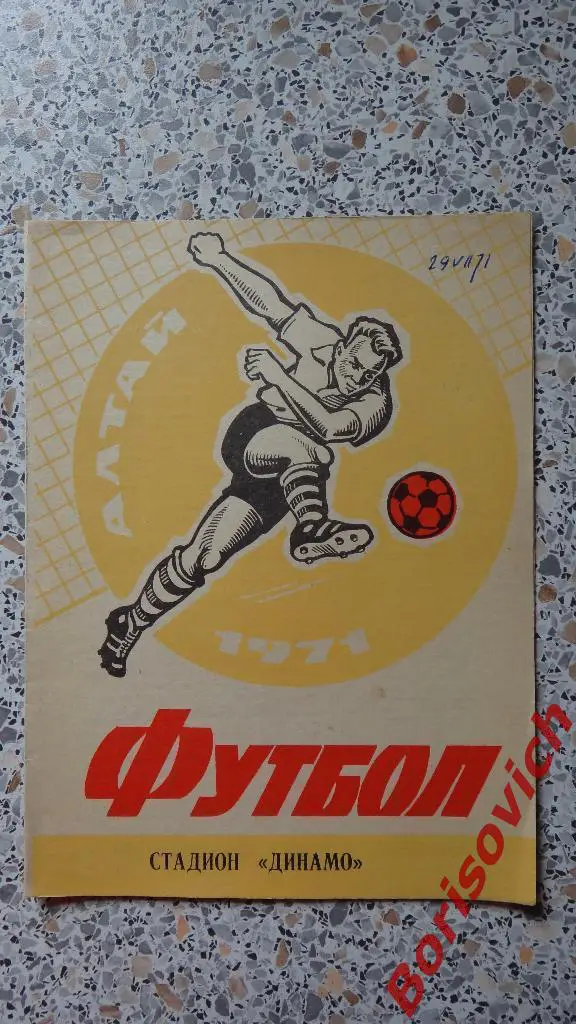 29 VII 71
АЛТАЙ
1971
ФУТБОЛ
СТАДИОН «ДИНАМО»
Borisovich